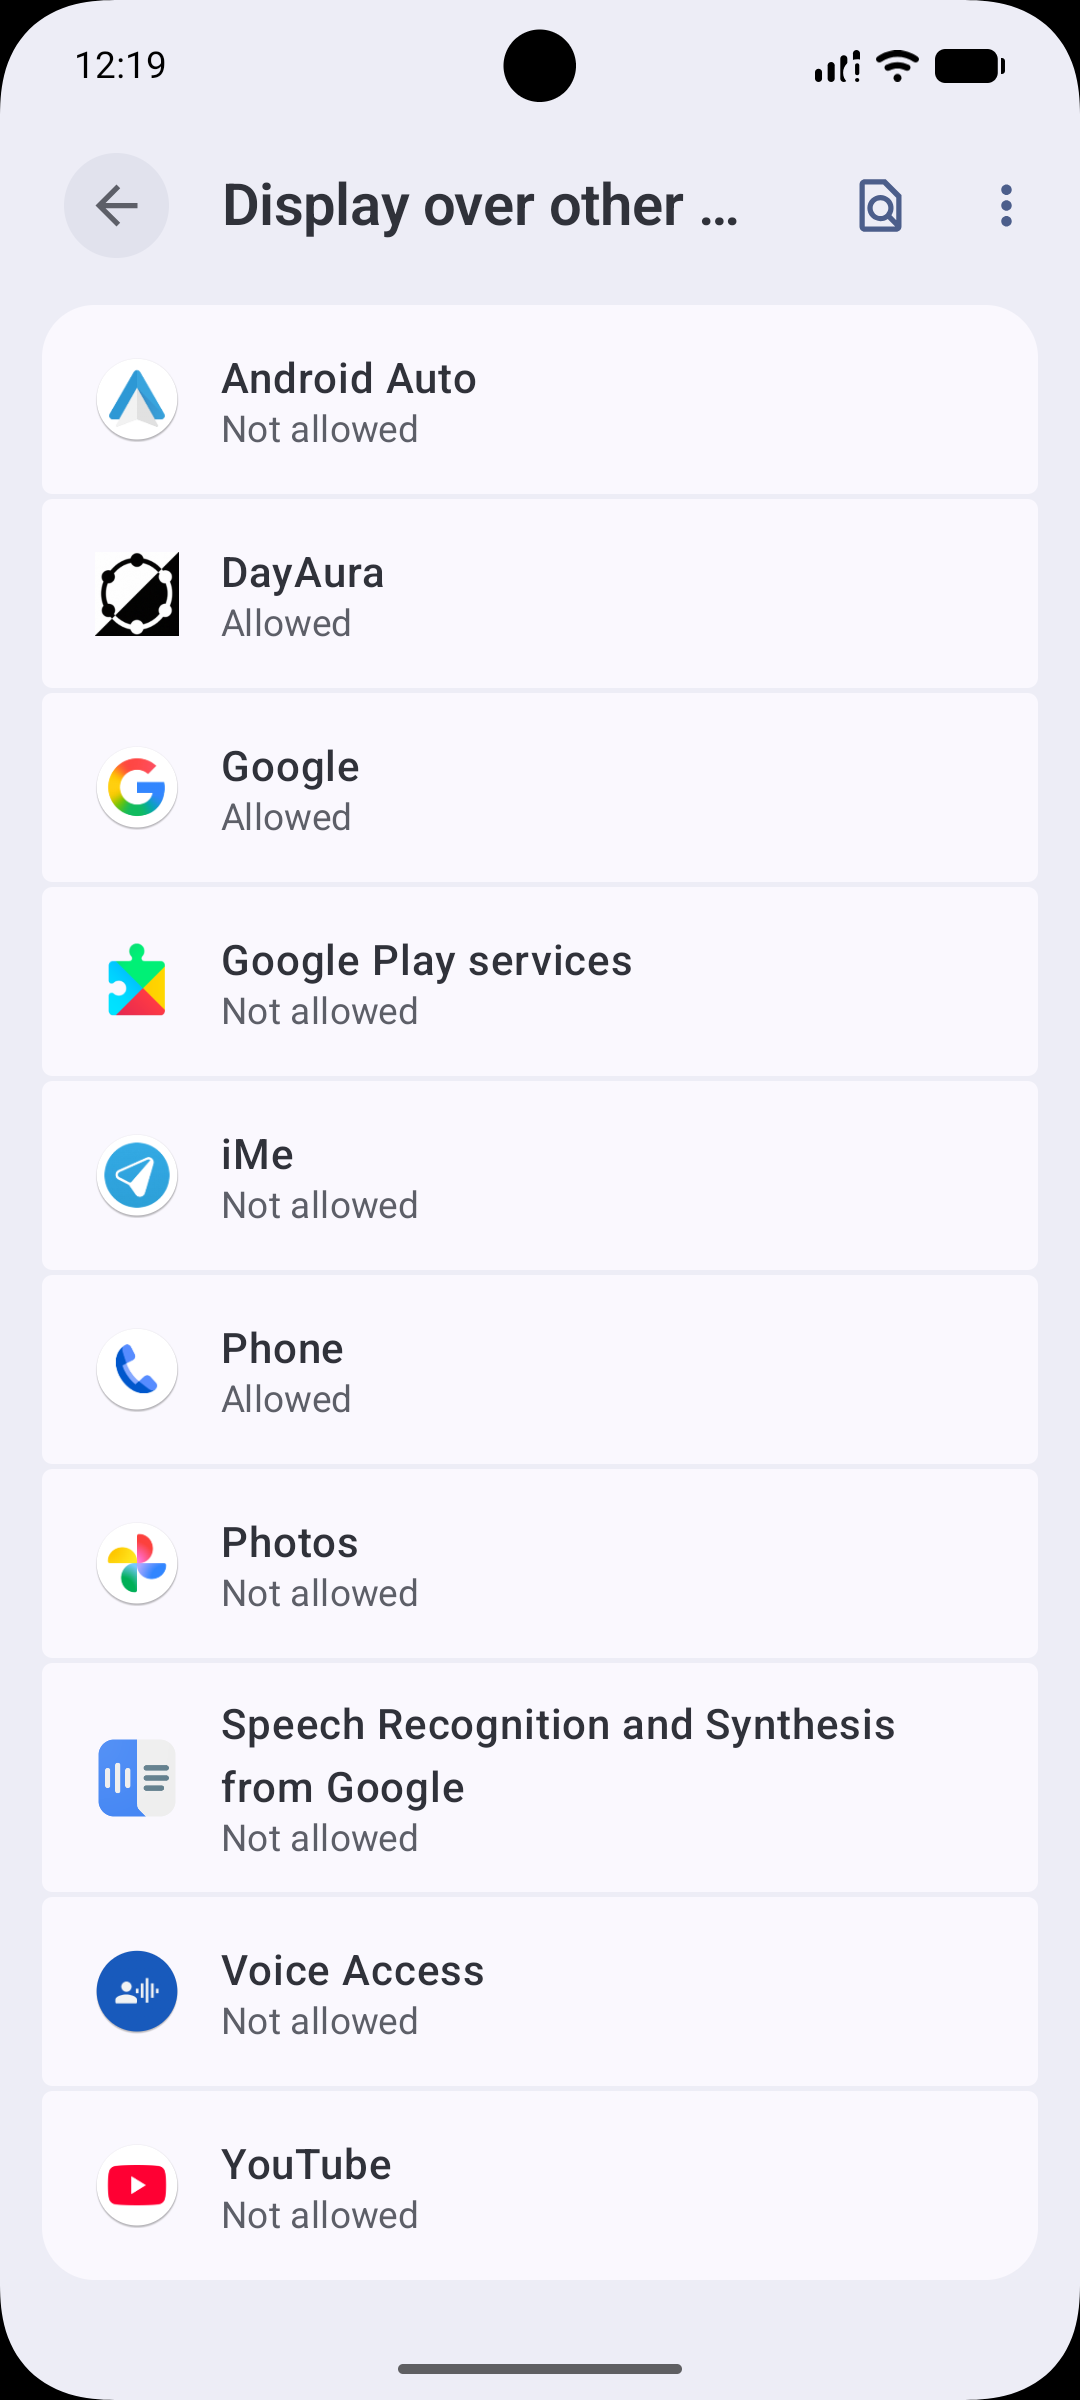 12:19
Display over other ...
Android Auto
Not allowed
DayAura
Allowed
Google
Allowed
Google Play services
Not allowed
iMe
Not allowed
Phone
Allowed
Photos
Not allowed
Speech Recognition and Synthesis
from Google
Not allowed
Voice Access
Not allowed
YouTube
Not allowed